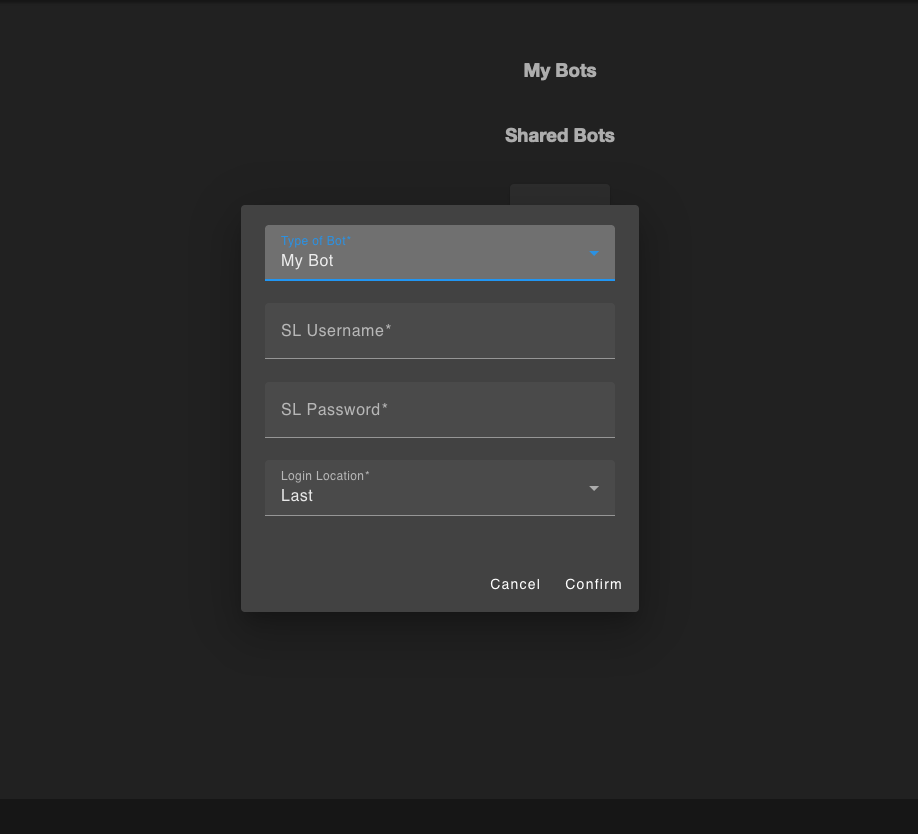 My Bots
Shared Bots
Type of Bot*
My Bot
SL Username*
SL Password*
Login Location*
Last
Cancel Confirm